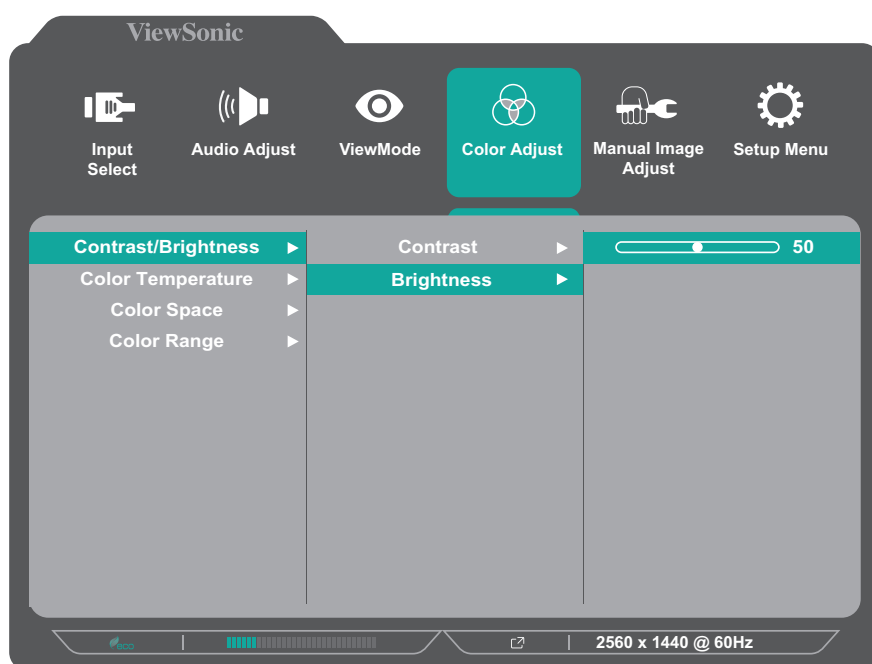 ViewSonic
Input
Select
Audio Adjust
ViewMode
Color Adjust
Manual Image
Adjust
Setup Menu
Contrast/Brightness
Contrast
50
Color Temperature
Brightness
Color Space
Color Range
eco
2560 x 1440 @ 60Hz